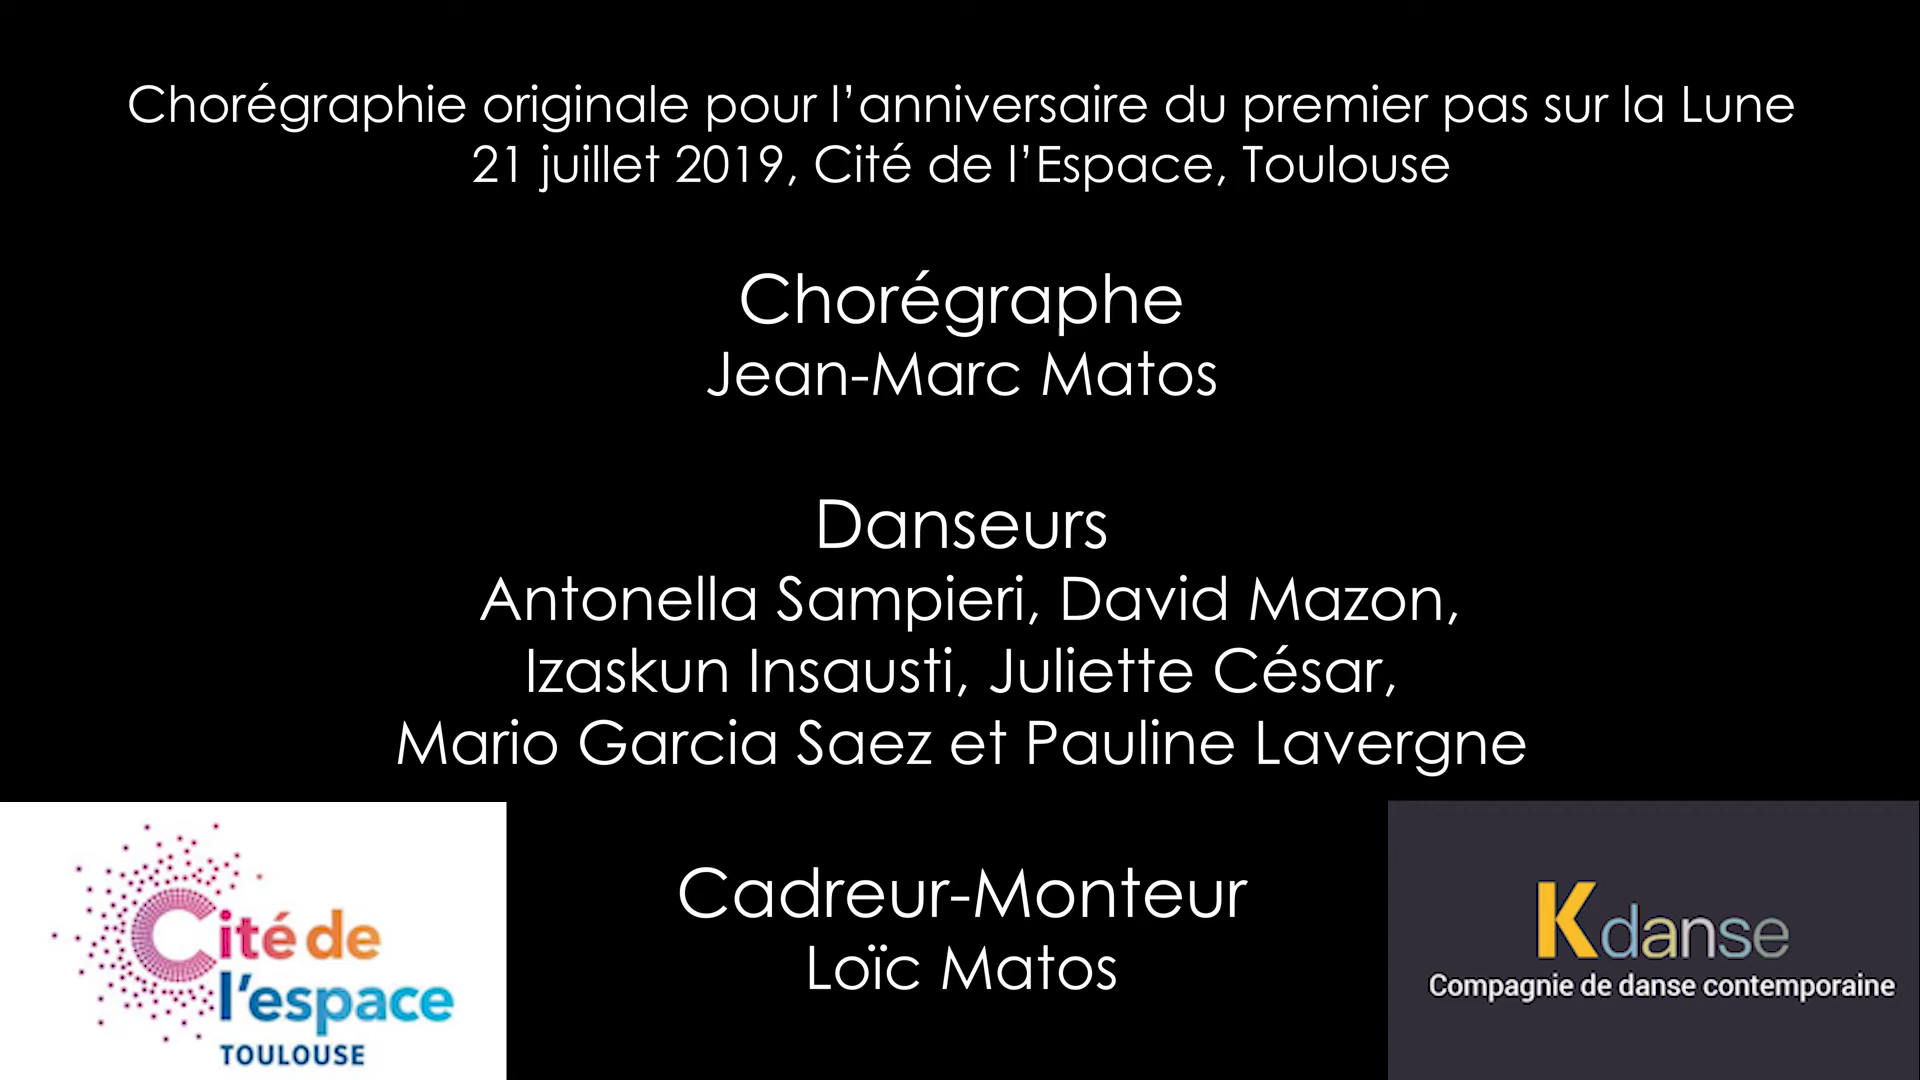 Chorégraphie originale pour l’anniversaire du premier pas sur la Lune
21 juillet 2019, Cité de l’Espace, Toulouse
Chorégraphe
Jean-Marc Matos
Danseurs
Antonella Sampieri, David Mazon,
Izaskun Insausti, Juliette César,
Mario Garcia Saez et Pauline Lavergne
Cadreur-Monteur
Loïc Matos
Cité de
l’espace
TOULOUSE
Kdanse
Compagnie de danse contemporaine